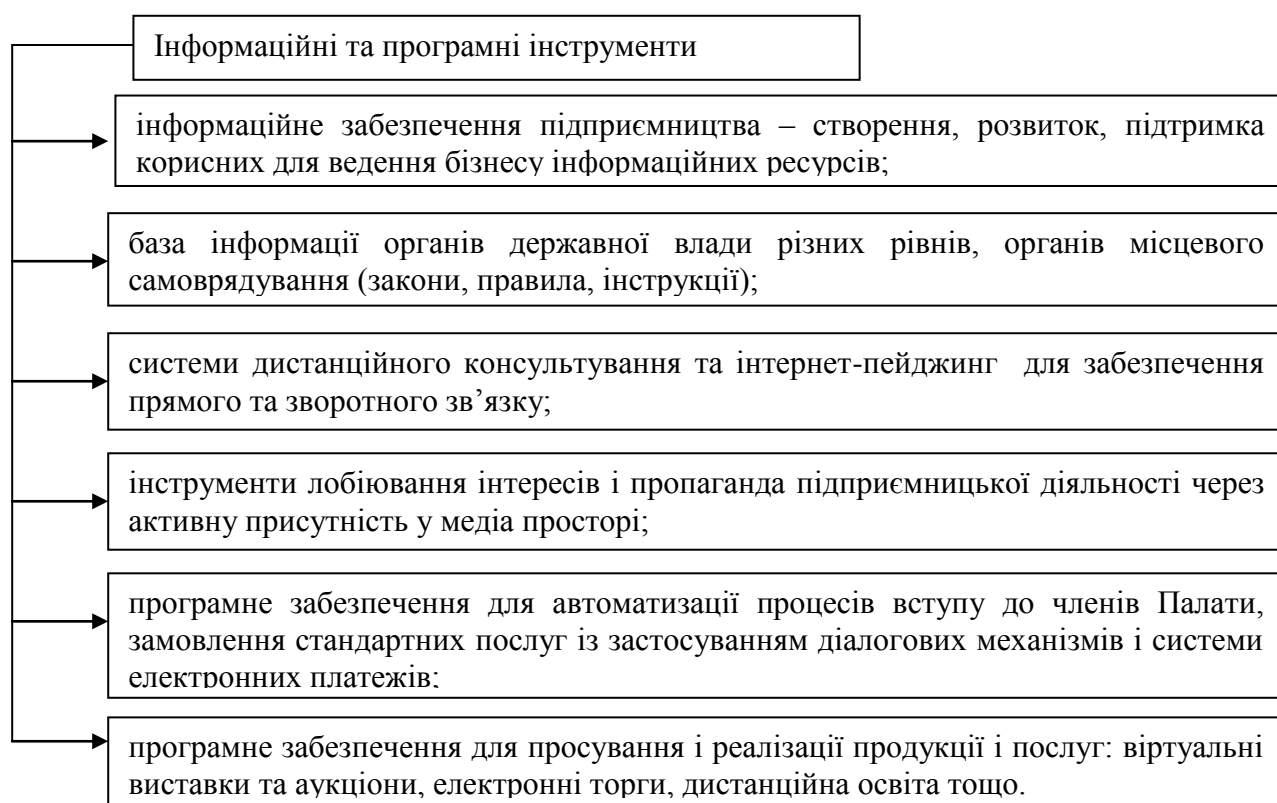 Інформаційні та програмні інструменти
інформаційне забезпечення підприємництва – створення, розвиток, підтримка
корисних для ведення бізнесу інформаційних ресурсів;
база інформації органів державної влади різних рівнів, органів місцевого
самоврядування (закони, правила, інструкції);
системи дистанційного консультування та інтернет-пейджинг для забезпечення
прямого та зворотного зв’язку;
інструменти лобіювання інтересів і пропаганда підприємницької діяльності через
активну присутність у медіа просторі;
програмне забезпечення для автоматизації процесів вступу до членів Палати,
замовлення стандартних послуг із застосуванням діалогових механізмів і системи
електронних платежів;
програмне забезпечення для просування і реалізації продукції і послуг: віртуальні
виставки та аукціони, електронні торги, дистанційна освіта тощо.